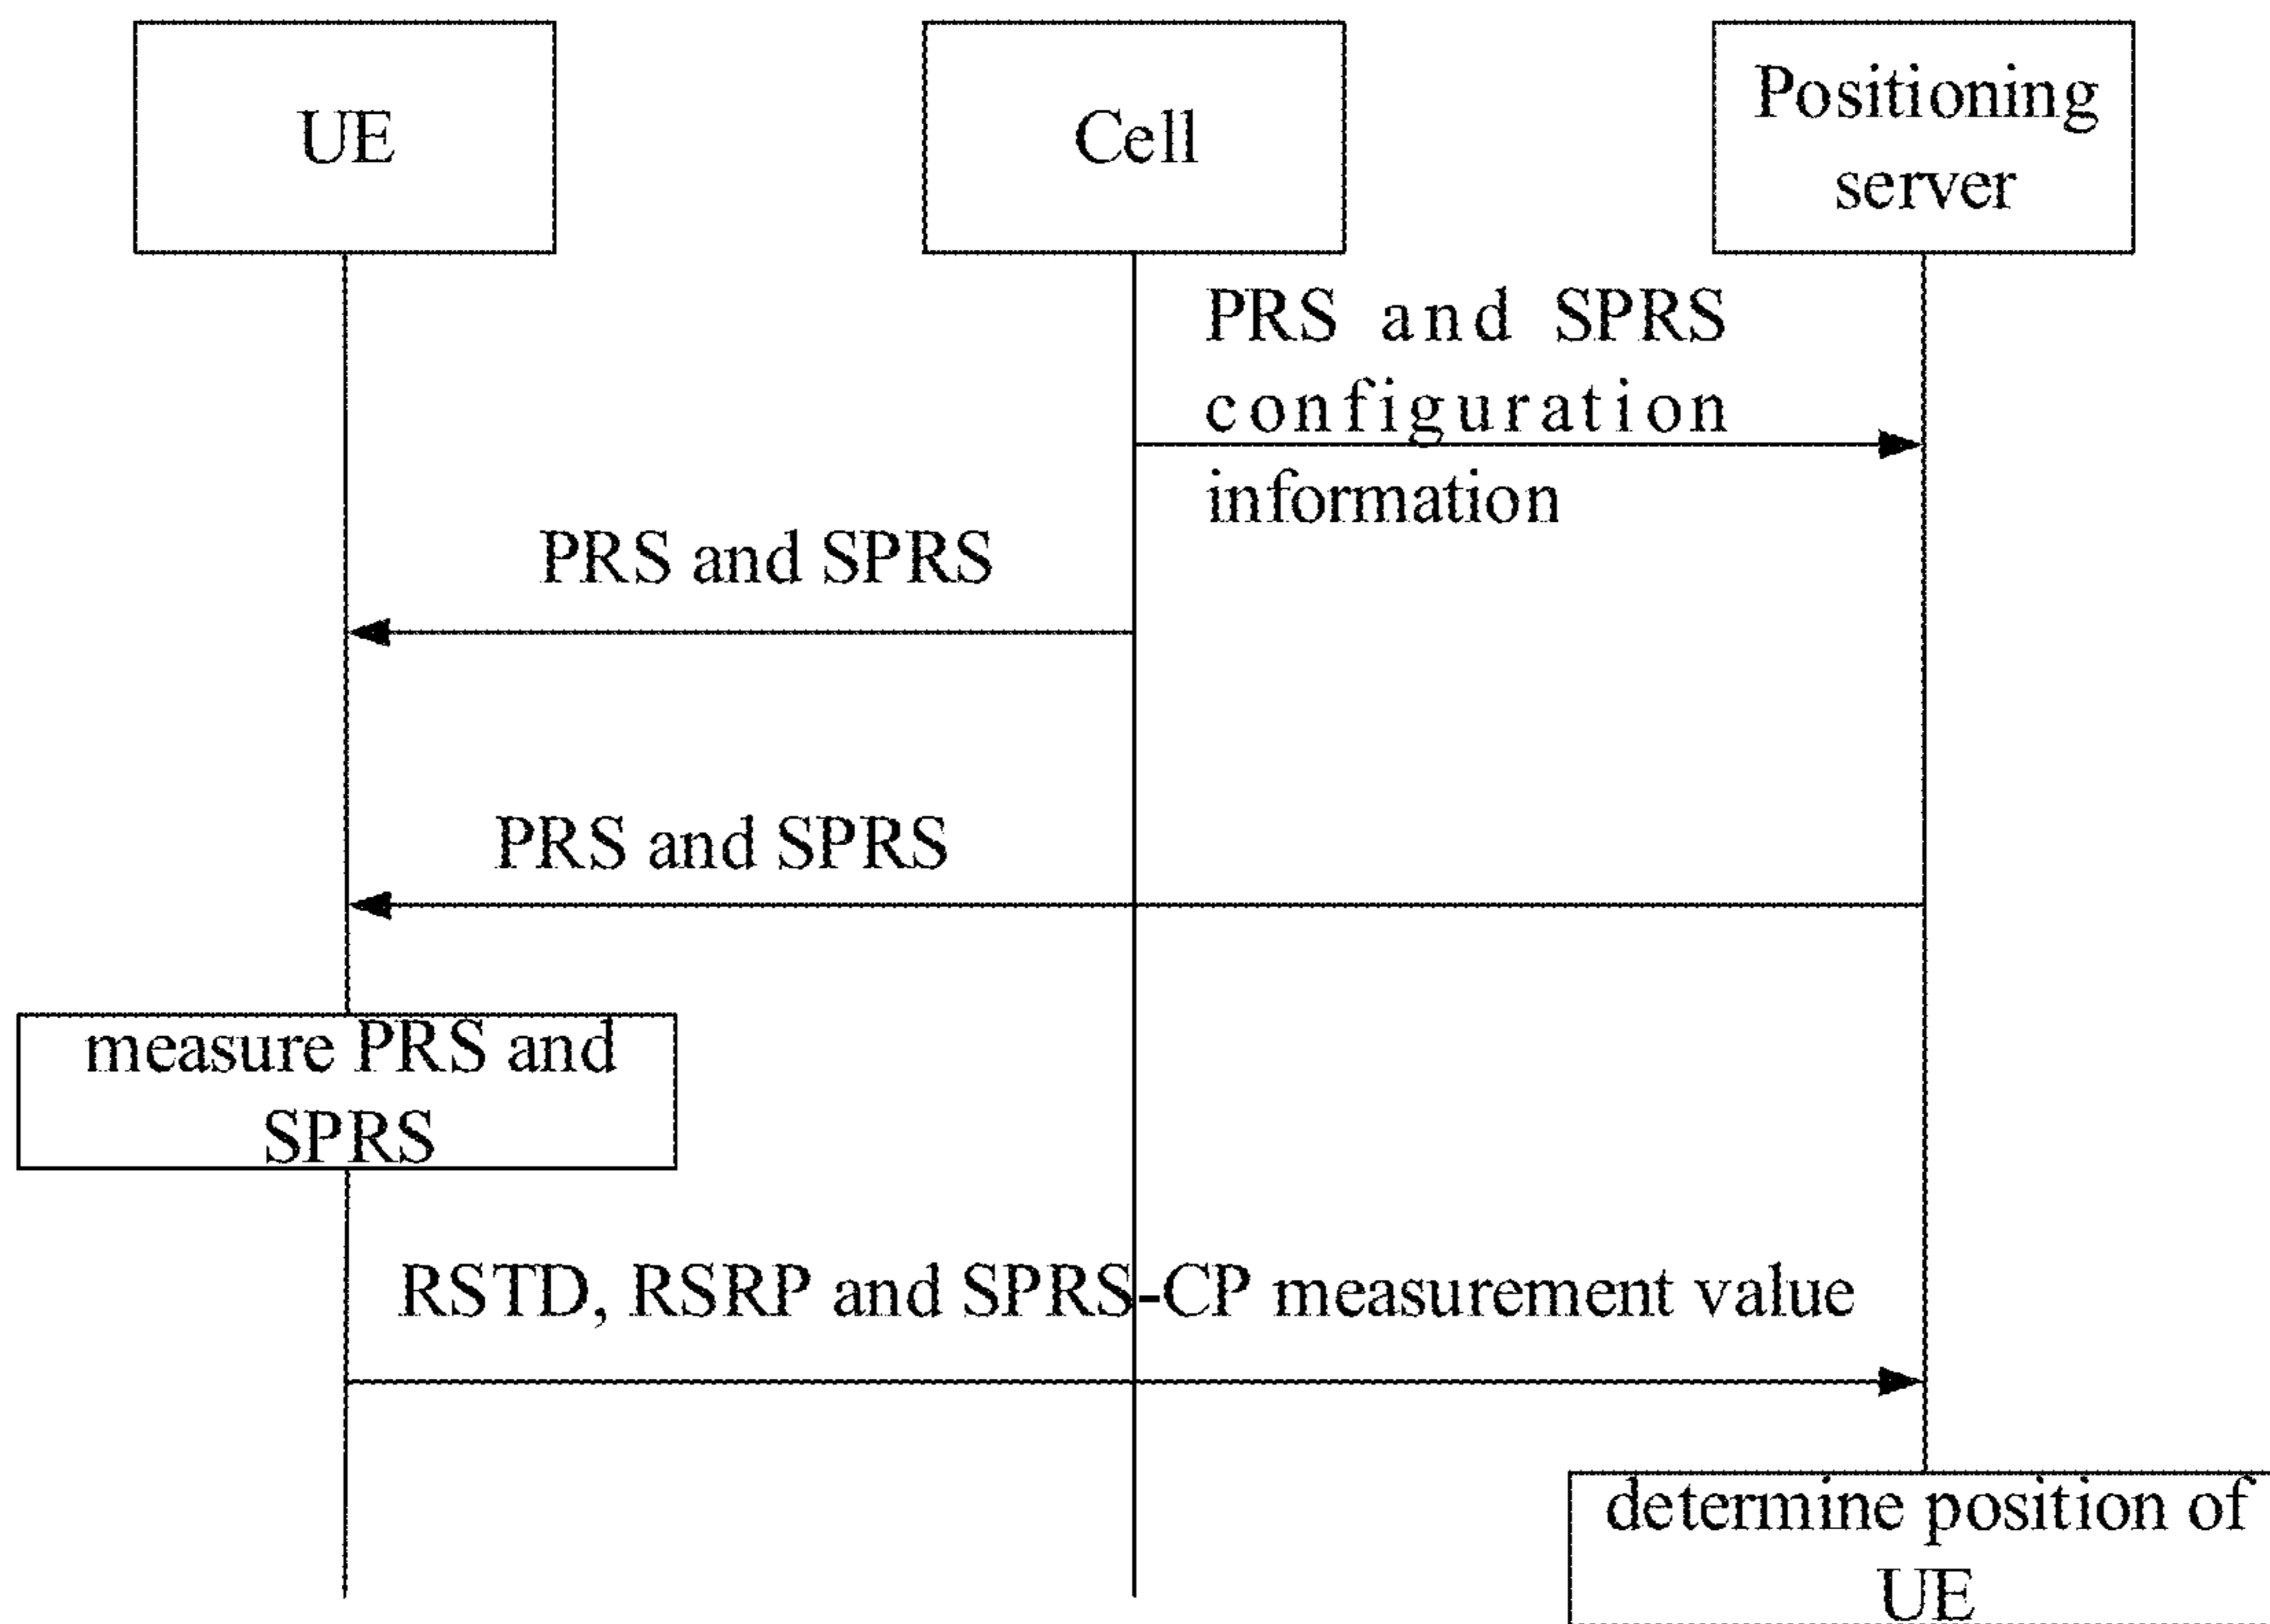 UE
Cell
Positioning
server
PRS and SPRS
configuration
information
PRS and SPRS
PRS and SPRS
measure PRS and
SPRS
RSTD, RSRP and SPRS-CP measurement value
determine position of
UE